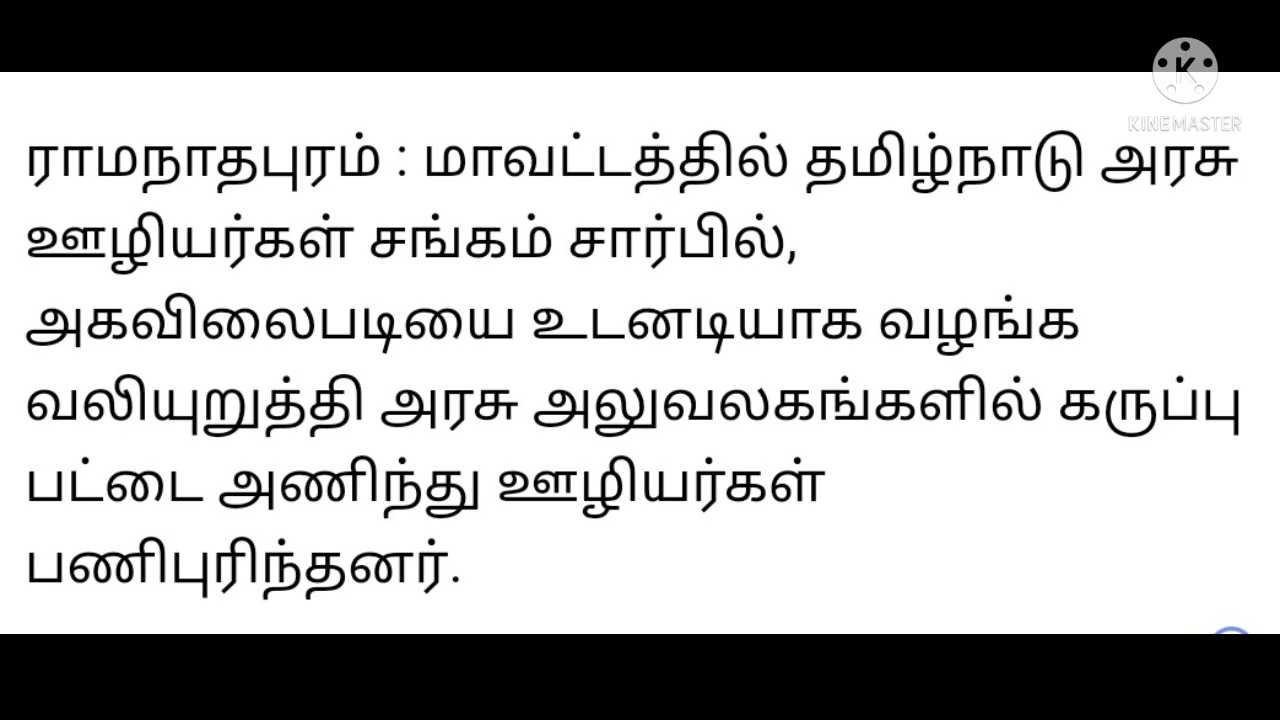 KINEMASTER
ராமநாதபுரம் : மாவட்டத்தில் தமிழ்நாடு அரசு
ஊழியர்கள் சங்கம் சார்பில்,
அகவிலைபடியை உடனடியாக வழங்க
வலியுறுத்தி அரசு அலுவலகங்களில் கருப்பு
பட்டை அணிந்து ஊழியர்கள்
பணிபுரிந்தனர்.